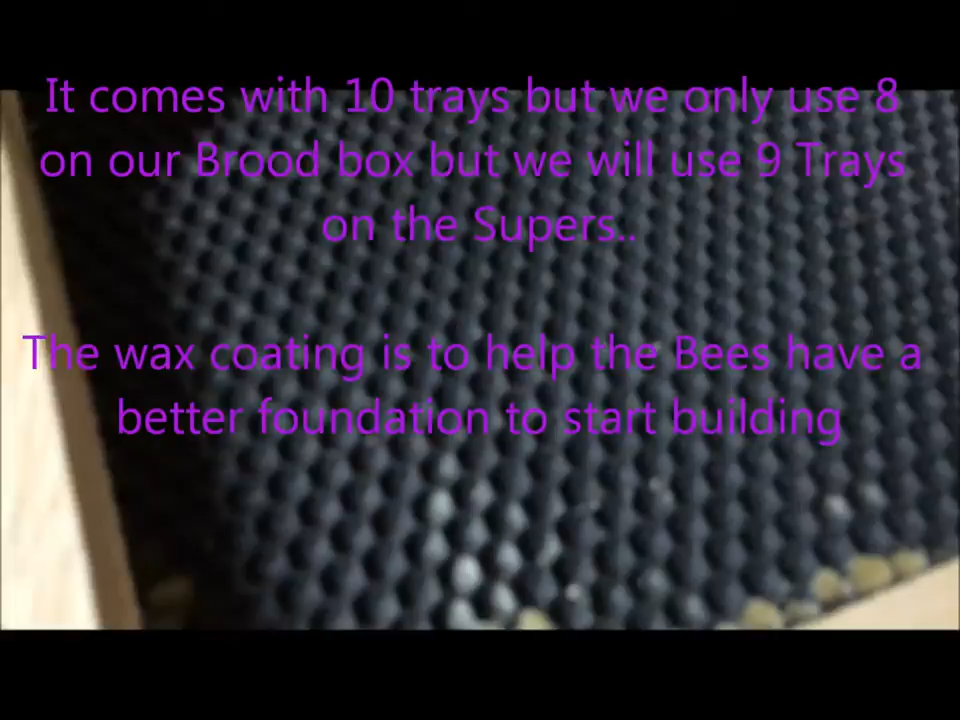 It comes with 10 trays but we only use 8
on our Brood box but we will use 9 Trays
on the Supers..
The wax coating is to help the Bees have a
better foundation to start building